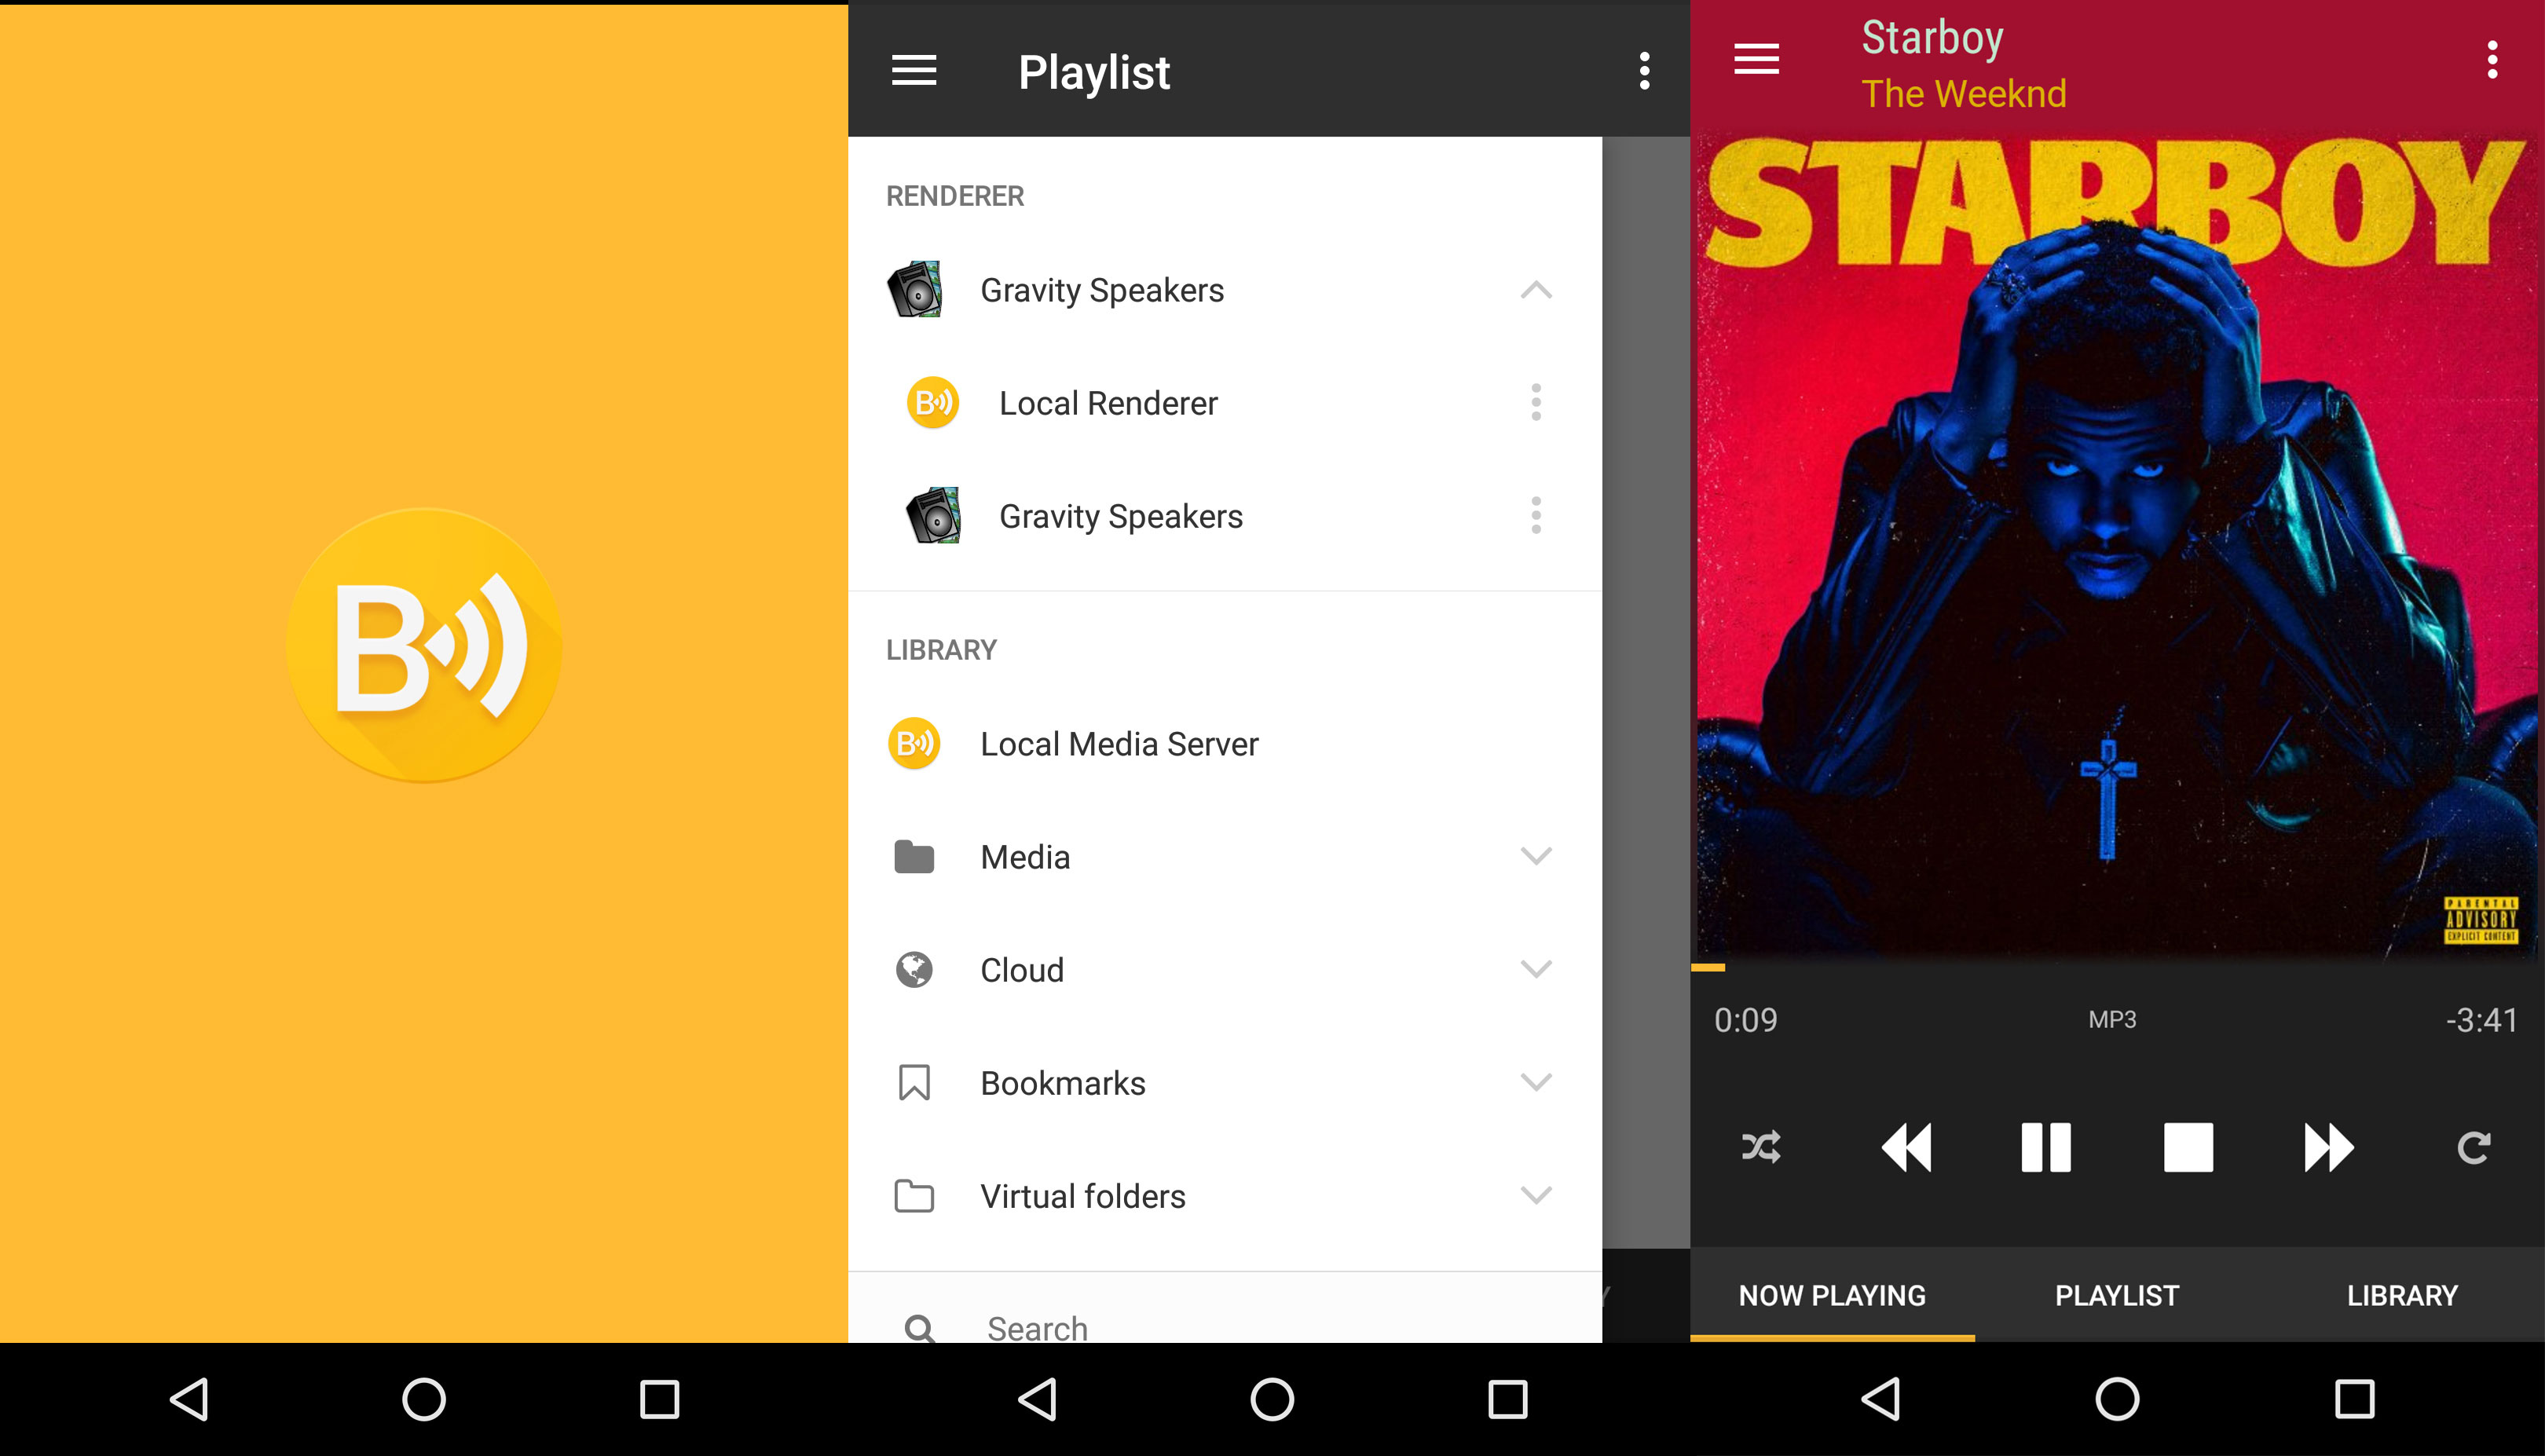 B
Playlist
RENDERER
Gravity Speakers
B
Local Renderer
Gravity Speakers
LIBRARY
B
Local Media Server
Media
Cloud
Bookmarks
Virtual folders
Search
Y
Starboy
The Weeknd
STARBOY
PARENTAL
ADVISORY
EXPLICIT CONTENT
0:09 MP3 -3:41
NOW PLAYING PLAYLIST LIBRARY